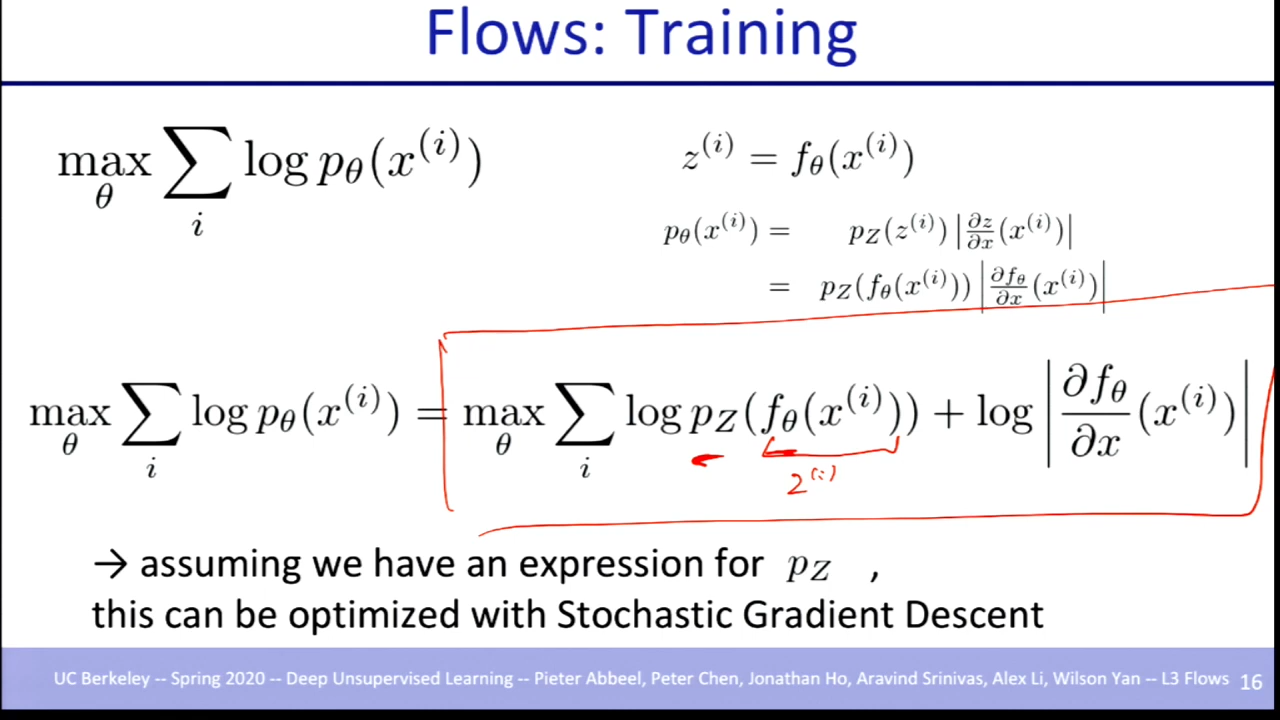 Flows: Training
max_θ ∑_i log p_θ(x^(i))
z^(i) = f_θ(x^(i))
p_θ(x^(i)) = p_Z(z^(i)) |∂z/∂x (x^(i))|
= p_Z(f_θ(x^(i))) |∂f_θ/∂x (x^(i))|
max_θ ∑_i log p_θ(x^(i)) = max_θ ∑_i log p_Z(f_θ(x^(i))) + log |∂f_θ/∂x (x^(i))|
z^(i)
→ assuming we have an expression for p_Z ,
this can be optimized with Stochastic Gradient Descent
UC Berkeley -- Spring 2020 -- Deep Unsupervised Learning -- Pieter Abbeel, Peter Chen, Jonathan Ho, Aravind Srinivas, Alex Li, Wilson Yan -- L3 Flows 16